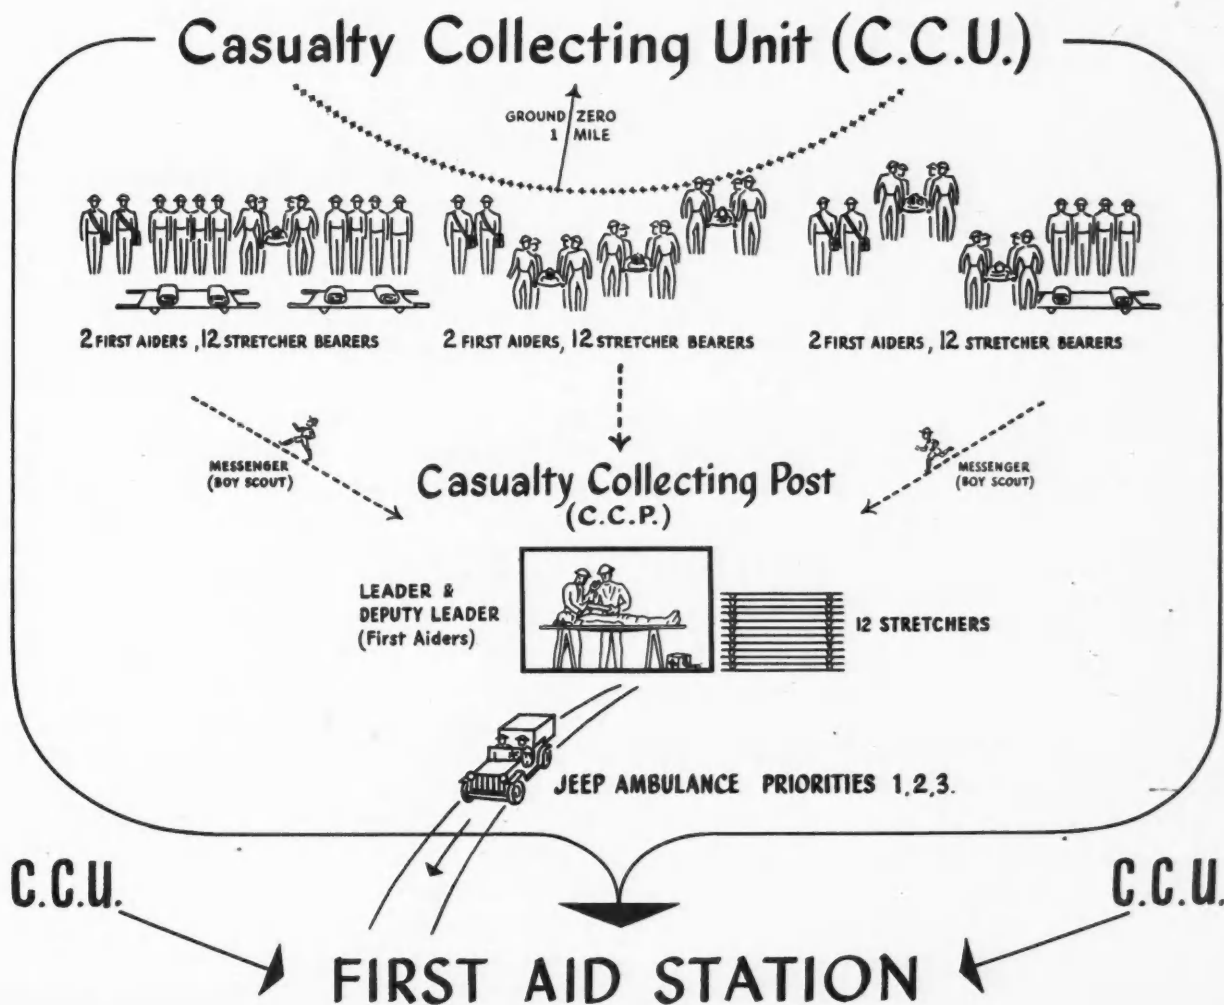 Casualty Collecting Unit (C.C.U.)
GROUND ZERO
1 MILE
2 FIRST AIDERS, 12 STRETCHER BEARERS
2 FIRST AIDERS, 12 STRETCHER BEARERS
2 FIRST AIDERS, 12 STRETCHER BEARERS
MESSENGER
(BOY SCOUT)
MESSENGER
(BOY SCOUT)
Casualty Collecting Post
(C.C.P.)
LEADER &
DEPUTY LEADER
(First Aiders)
12 STRETCHERS
JEEP AMBULANCE PRIORITIES 1,2,3.
C.C.U.
C.C.U.
FIRST AID STATION